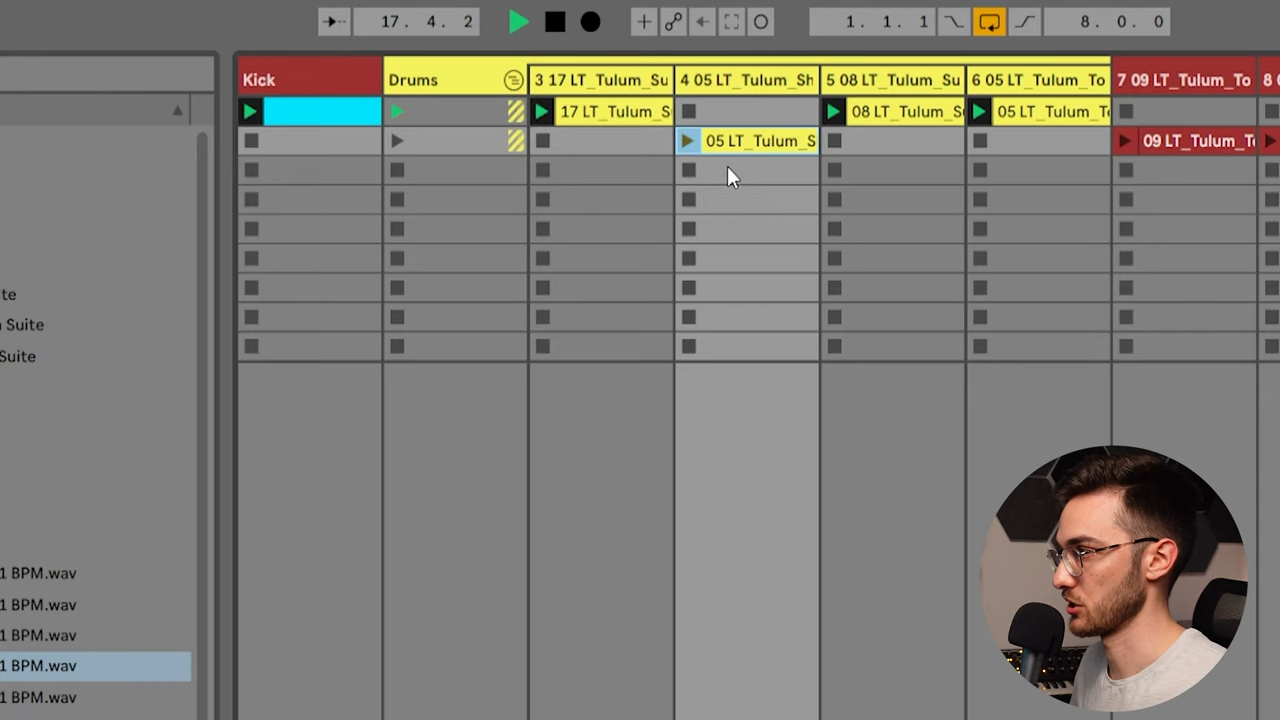 17. 4. 2
1. 1. 1
8. 0. 0
Kick
Drums
3 17 LT_Tulum_Su
4 05 LT_Tulum_Sh
5 08 LT_Tulum_Su
6 05 LT_Tulum_To
7 09 LT_Tulum_To
17 LT_Tulum_S
08 LT_Tulum_S
05 LT_Tulum_T
05 LT_Tulum_S
09 LT_Tulum_T
te
Suite
Suite
1 BPM.wav
1 BPM.wav
1 BPM.wav
1 BPM.wav
1 BPM.wav